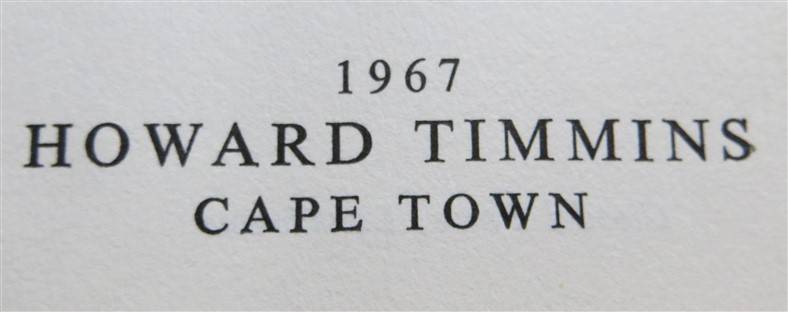 1967
HOWARD TIMMINS
CAPE TOWN